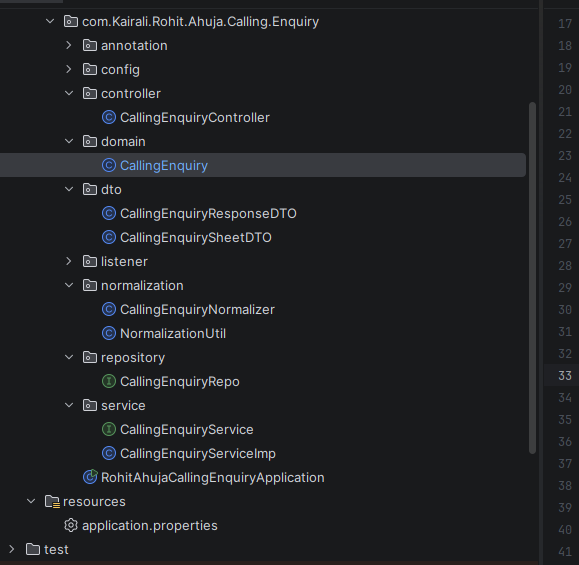 com.Kairali.Rohit.Ahuja.Calling.Enquiry
annotation
config
controller
C CallingEnquiryController
domain
C CallingEnquiry
dto
C CallingEnquiryResponseDTO
C CallingEnquirySheetDTO
listener
normalization
C CallingEnquiryNormalizer
C NormalizationUtil
repository
I CallingEnquiryRepo
service
I CallingEnquiryService
C CallingEnquiryServiceImp
C RohitAhujaCallingEnquiryApplication
resources
application.properties
test
17
18
19
20
21
22
23
24
25
26
27
28
29
30
31
32
33
34
35
36
37
38
39
40
41